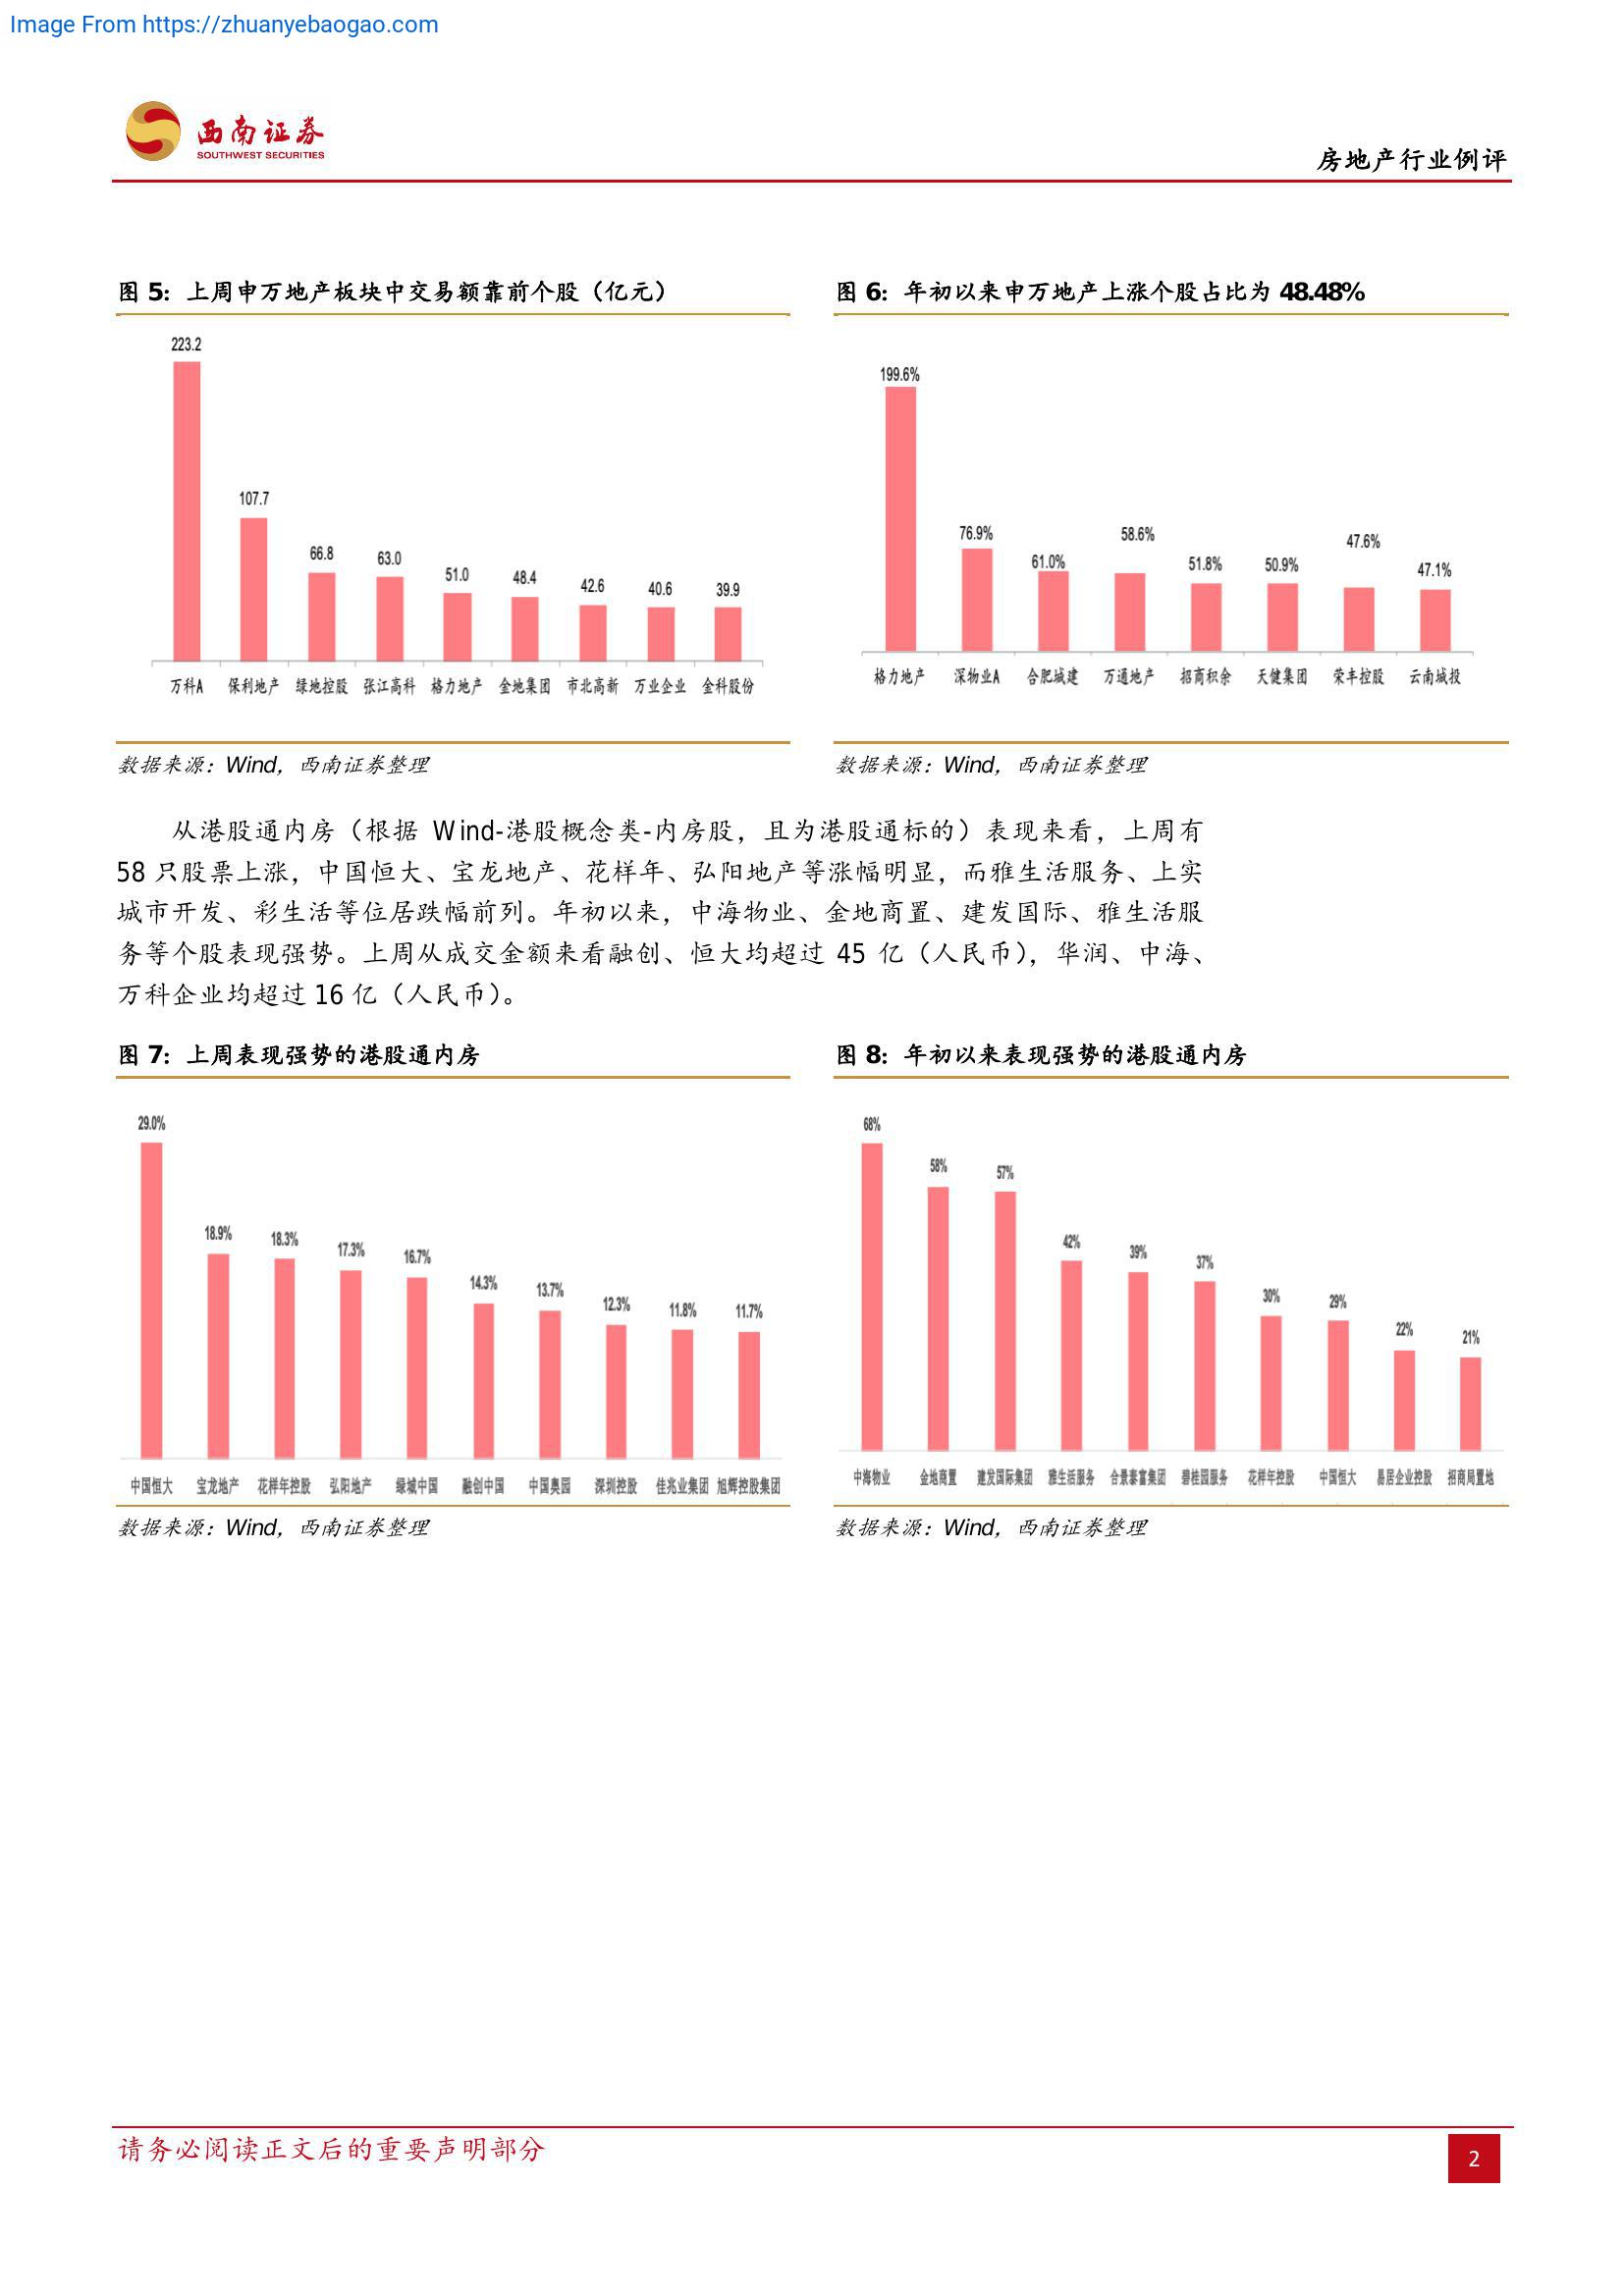 Image From https://zhuanyebaogao.com
西南证券
SOUTHWEST SECURITIES
房地产行业例评
图 5：上周申万地产板块中交易额靠前个股（亿元）
223.2
107.7
66.8
63.0
51.0
48.4
42.6
40.6
39.9
万科A 保利地产 绿地控股 张江高科 格力地产 金地集团 市北高新 万业企业 金科股份
数据来源：Wind，西南证券整理
图 6：年初以来申万地产上涨个股占比为 48.48%
199.6%
76.9%
61.0%
58.6%
51.8%
50.9%
47.6%
47.1%
格力地产 深物业A 合肥城建 万通地产 招商积余 天健集团 荣丰控股 云南城投
数据来源：Wind，西南证券整理
从港股通内房（根据 Wind-港股概念类-内房股，且为港股通标的）表现来看，上周有
58 只股票上涨，中国恒大、宝龙地产、花样年、弘阳地产等涨幅明显，而雅生活服务、上实
城市开发、彩生活等位居跌幅前列。年初以来，中海物业、金地商置、建发国际、雅生活服
务等个股表现强势。上周从成交金额来看融创、恒大均超过 45 亿（人民币），华润、中海、
万科企业均超过 16 亿（人民币）。
图 7：上周表现强势的港股通内房
29.0%
18.9%
18.3%
17.3%
16.7%
14.3%
13.7%
12.3%
11.8%
11.7%
中国恒大 宝龙地产 花样年控股 弘阳地产 绿城中国 融创中国 中国奥园 深圳控股 佳兆业集团 旭辉控股集团
数据来源：Wind，西南证券整理
图 8：年初以来表现强势的港股通内房
68%
58%
57%
42%
39%
37%
30%
29%
22%
21%
中海物业 金地商置 建发国际集团 雅生活服务 合景泰富集团 碧桂园服务 花样年控股 中国恒大 易居企业控股 招商局置地
数据来源：Wind，西南证券整理
请务必阅读正文后的重要声明部分
2